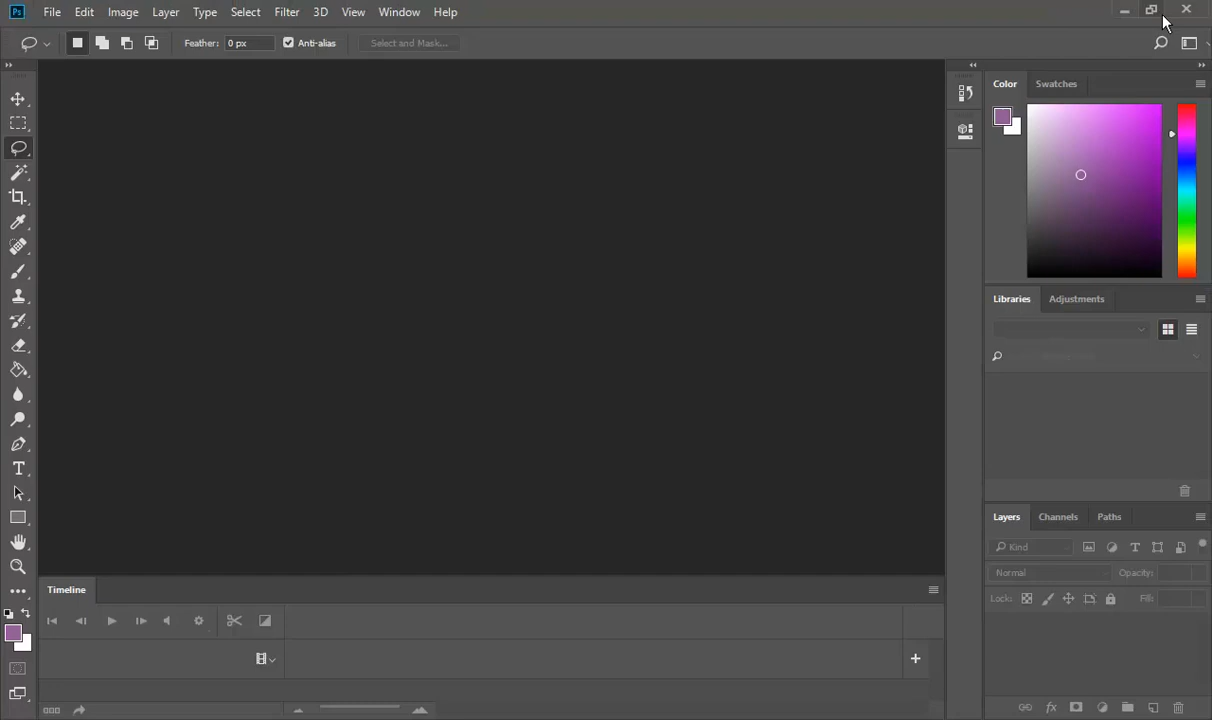 Ps File Edit Image Layer Type Select Filter 3D View Window Help
Feather: 0 px Anti-alias Select and Mask...
Color Swatches
Libraries Adjustments
Layers Channels Paths
Kind
Normal Opacity:
Lock: Fill:
Timeline